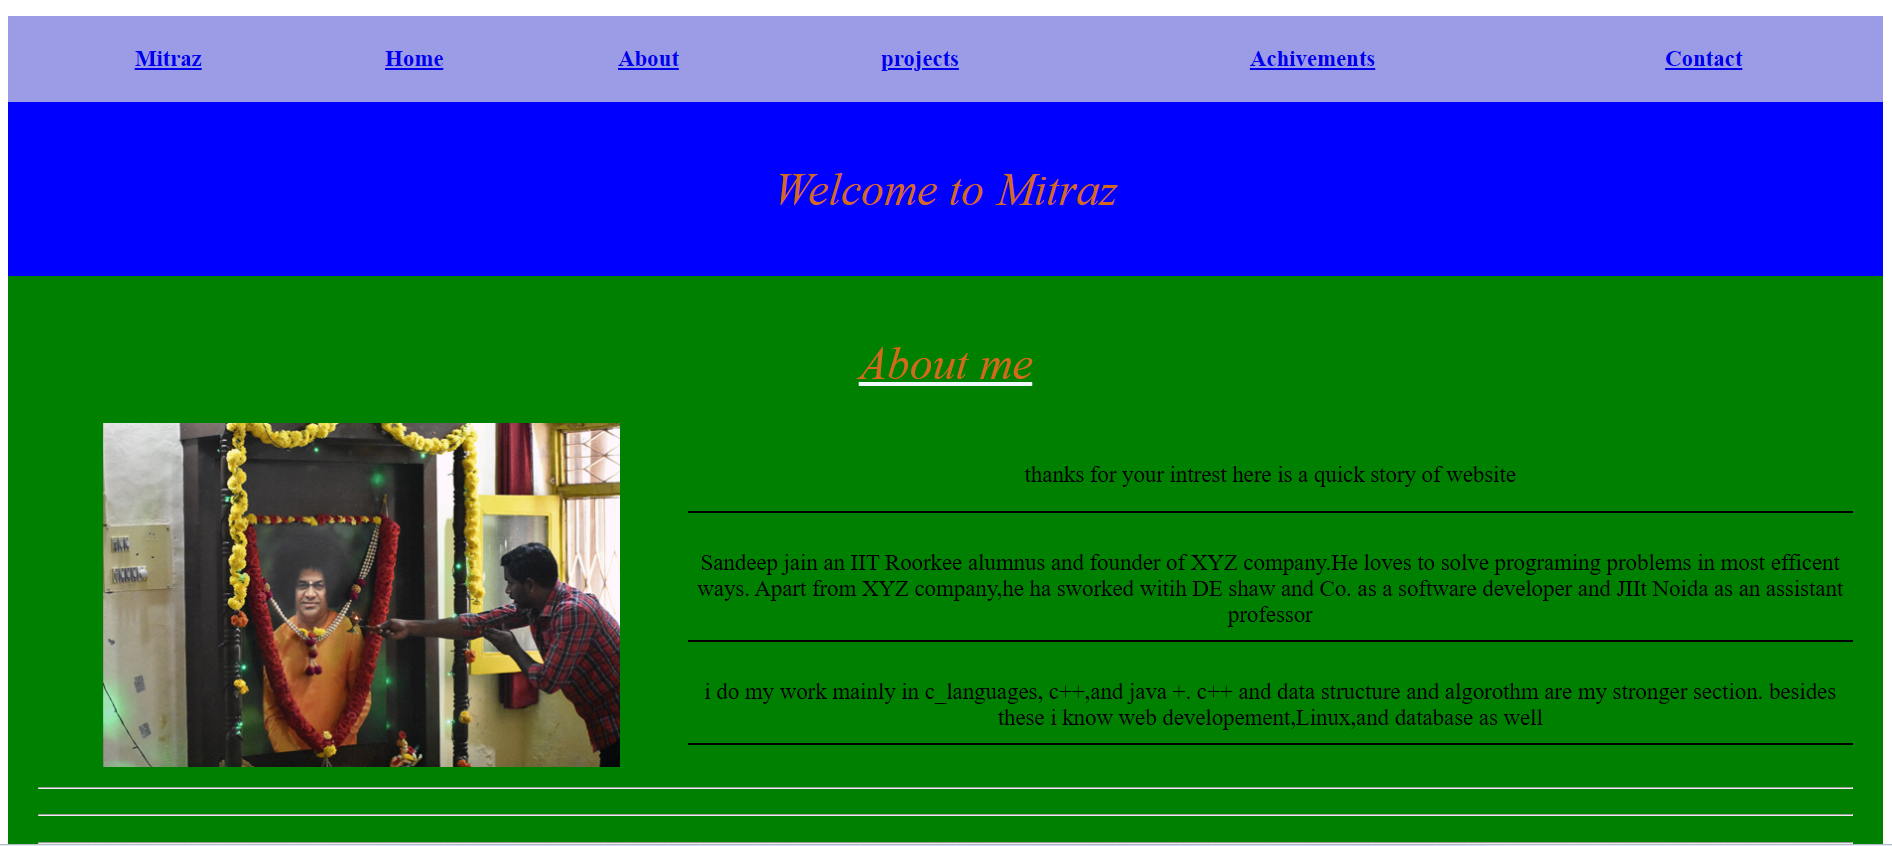 Mitraz Home About projects Achivements Contact
Welcome to Mitraz
About me
thanks for your intrest here is a quick story of website
Sandeep jain an IIT Roorkee alumnus and founder of XYZ company.He loves to solve programing problems in most efficent
ways. Apart from XYZ company,he ha sworked witih DE shaw and Co. as a software developer and JIIt Noida as an assistant
professor
i do my work mainly in c_languages, c++,and java +. c++ and data structure and algorothm are my stronger section. besides
these i know web developement,Linux,and database as well